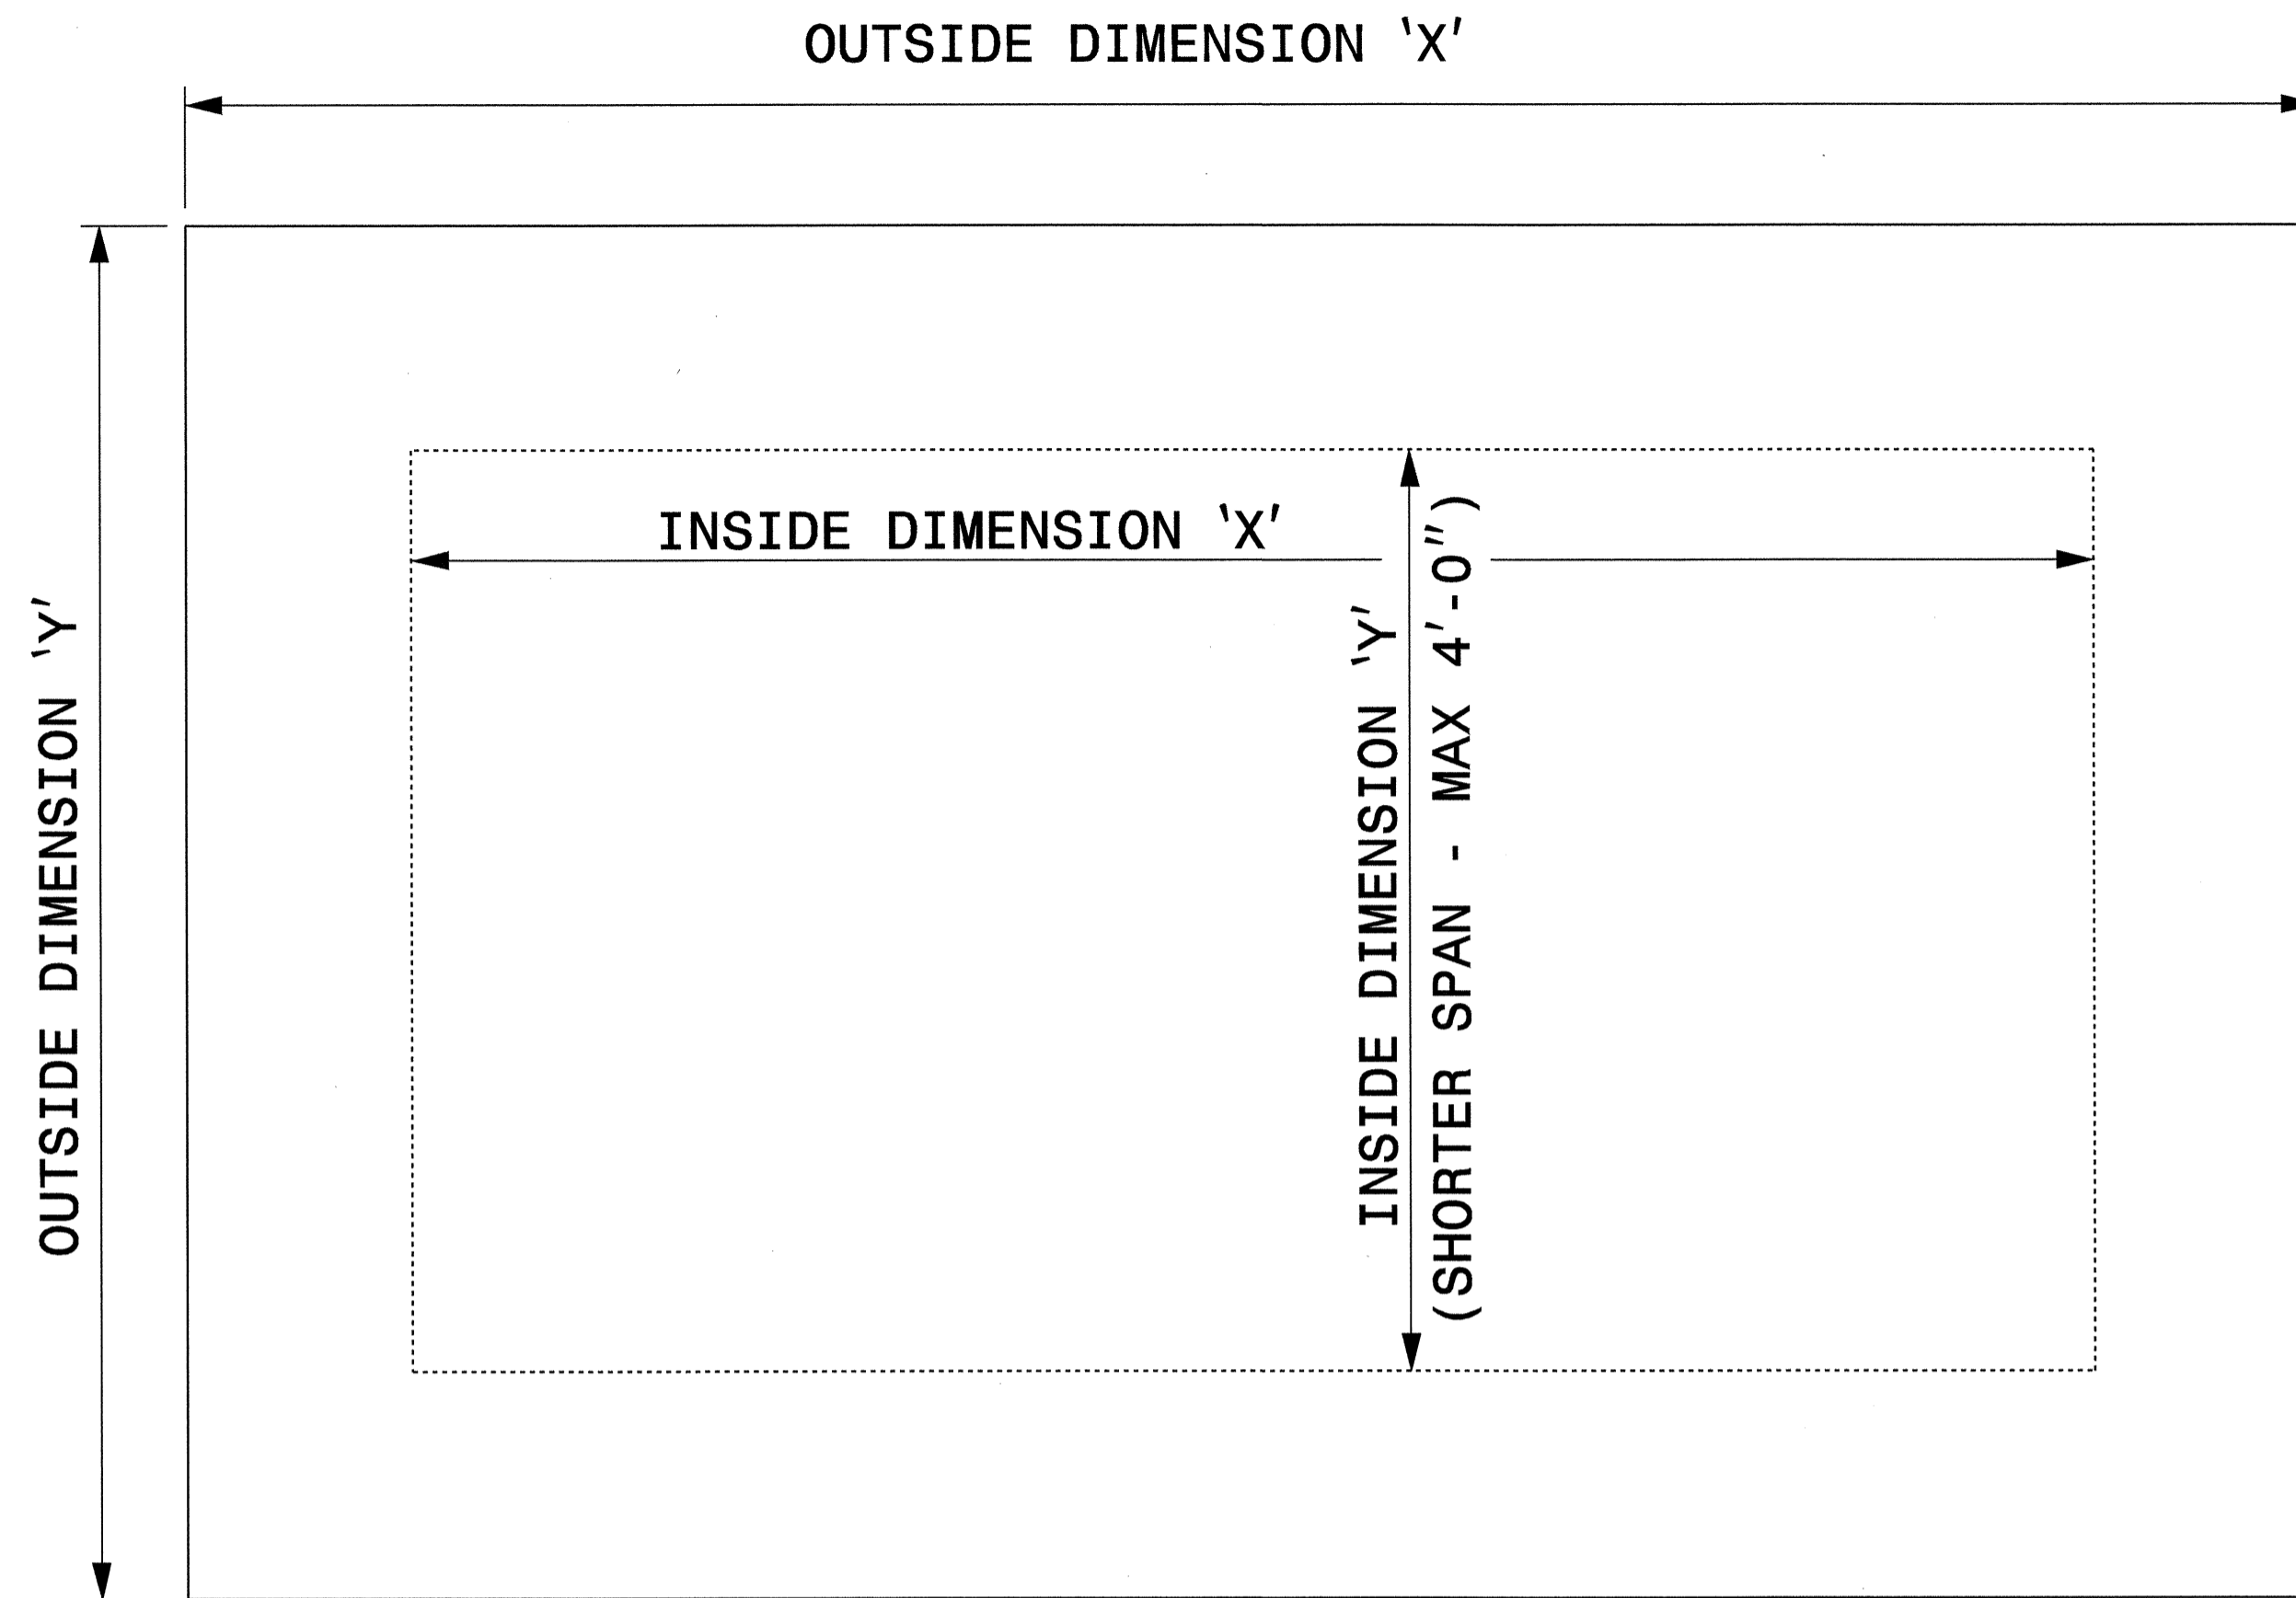 OUTSIDE DIMENSION 'X'
INSIDE DIMENSION 'X'
OUTSIDE DIMENSION 'Y'
INSIDE DIMENSION 'Y'
(SHORTER SPAN - MAX 4'-0")